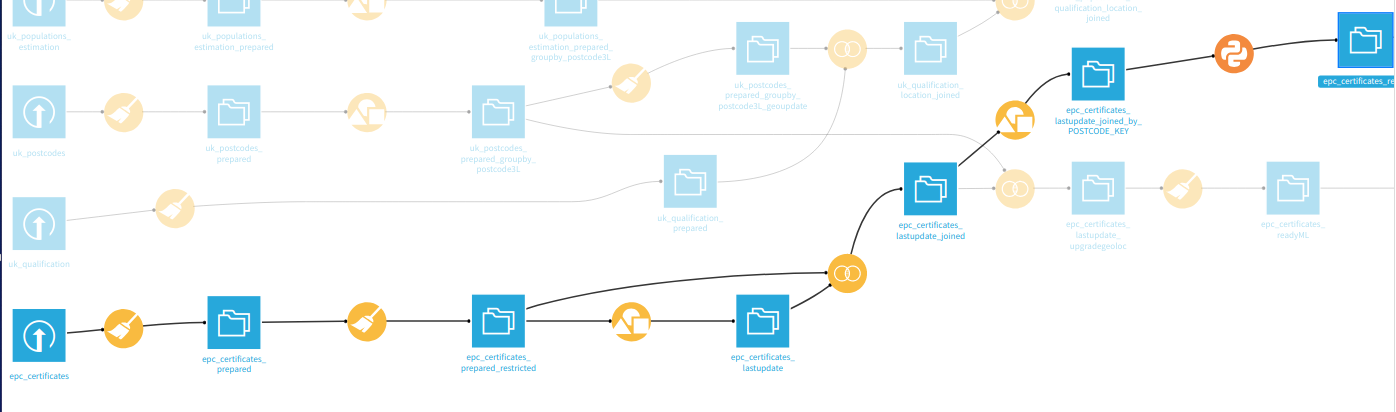 uk_populations_
estimation
uk_populations_
estimation_prepared
uk_populations_
estimation_prepared_
groupby_postcode3L
qualification_location_
joined
uk_postcodes_
prepared_groupby_
postcode3L_geoupdate
uk_qualification_
location_joined
epc_certificates_re
epc_certificates_
lastupdate_joined_by_
POSTCODE_KEY
uk_postcodes
uk_postcodes_
prepared
uk_postcodes_
prepared_groupby_
postcode3L
uk_qualification_
prepared
epc_certificates_
lastupdate_joined
epc_certificates_
lastupdate_
upgradegeoloc
epc_certificates_
readyML
uk_qualification
epc_certificates
epc_certificates_
prepared
epc_certificates_
prepared_restricted
epc_certificates_
lastupdate